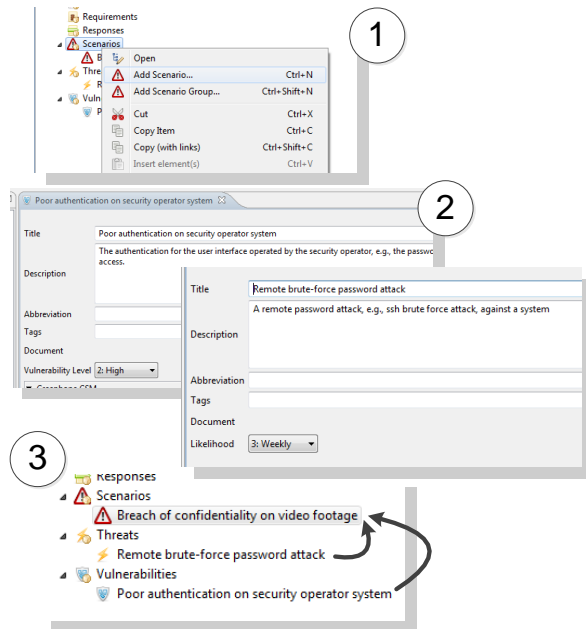 1
Requirements
Responses
Scenarios
B
Open
Thre
Add Scenario... Ctrl+N
R
Add Scenario Group... Ctrl+Shift+N
Vuln
P
Cut Ctrl+X
Copy Item Ctrl+C
Copy (with links) Ctrl+Shift+C
Insert element(s) Ctrl+V
2
Poor authentication on security operator system
Title Poor authentication on security operator system
The authentication for the user interface operated by the security operator, e.g., the passwo
access.
Description
Abbreviation
Tags
Document
Vulnerability Level 2: High
Title Remote brute-force password attack
A remote password attack, e.g., ssh brute force attack, against a system
Description
Abbreviation
Tags
Document
Likelihood 3: Weekly
3
Responses
Scenarios
Breach of confidentiality on video footage
Threats
Remote brute-force password attack
Vulnerabilities
Poor authentication on security operator system